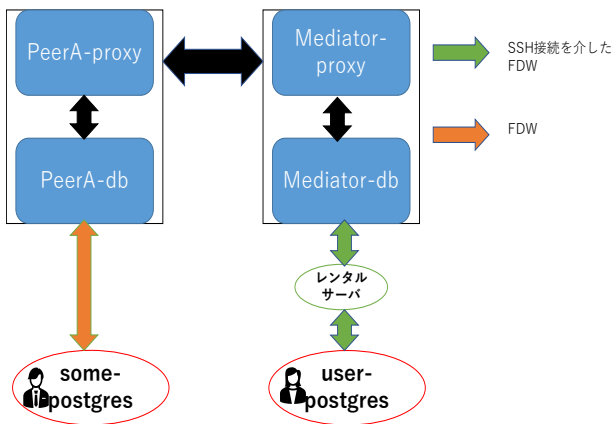 PeerA-proxy
Mediator-
proxy
SSH接続を介した
FDW
FDW
PeerA-db
Mediator-db
レンタル
サーバ
some-
postgres
user-
postgres